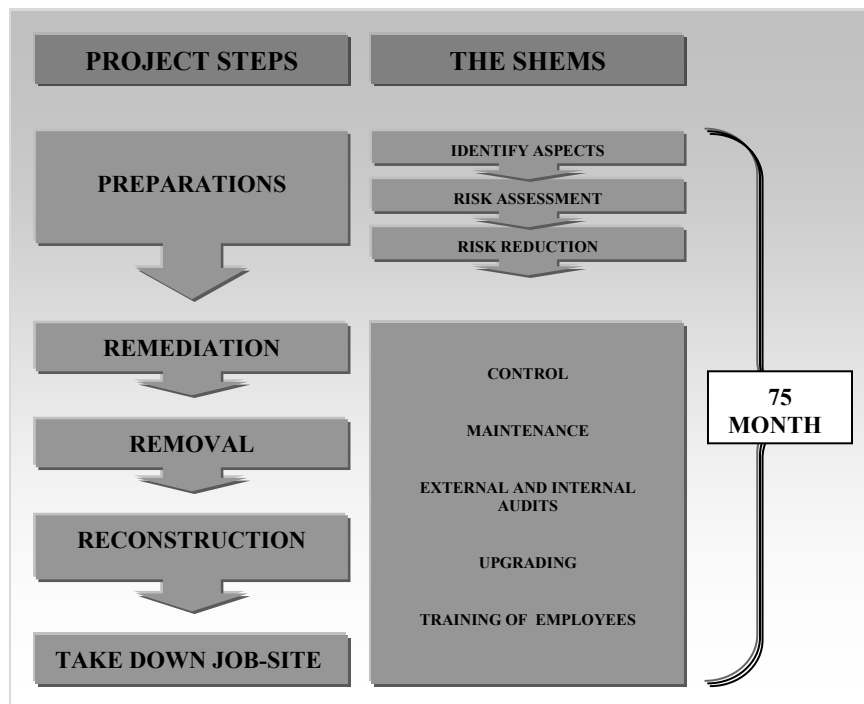 PROJECT STEPS
THE SHEMS
PREPARATIONS
IDENTIFY ASPECTS
RISK ASSESSMENT
RISK REDUCTION
REMEDIATION
REMOVAL
RECONSTRUCTION
TAKE DOWN JOB-SITE
CONTROL
MAINTENANCE
EXTERNAL AND INTERNAL
AUDITS
UPGRADING
TRAINING OF EMPLOYEES
75
MONTH